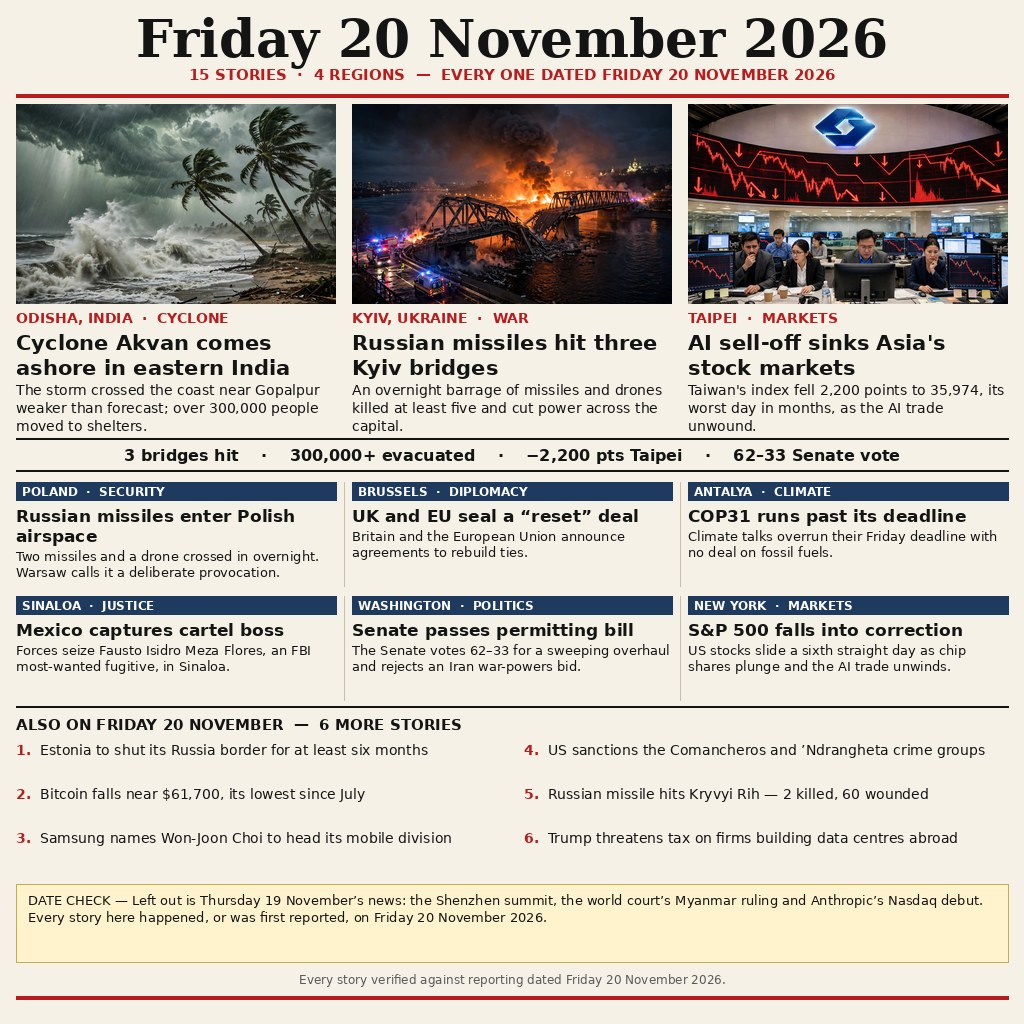 Friday 20 November 2026
15 STORIES · 4 REGIONS — EVERY ONE DATED FRIDAY 20 NOVEMBER 2026
ODISHA, INDIA · CYCLONE
Cyclone Akvan comes
ashore in eastern India
The storm crossed the coast near Gopalpur
weaker than forecast; over 300,000 people
moved to shelters.
KYIV, UKRAINE · WAR
Russian missiles hit three
Kyiv bridges
An overnight barrage of missiles and drones
killed at least five and cut power across the
capital.
TAIPEI · MARKETS
AI sell-off sinks Asia's
stock markets
Taiwan's index fell 2,200 points to 35,974, its
worst day in months, as the AI trade
unwound.
3 bridges hit · 300,000+ evacuated · −2,200 pts Taipei · 62–33 Senate vote
POLAND · SECURITY
Russian missiles enter Polish
airspace
Two missiles and a drone crossed in overnight.
Warsaw calls it a deliberate provocation.
BRUSSELS · DIPLOMACY
UK and EU seal a “reset” deal
Britain and the European Union announce
agreements to rebuild ties.
ANTALYA · CLIMATE
COP31 runs past its deadline
Climate talks overrun their Friday deadline with
no deal on fossil fuels.
SINALOA · JUSTICE
Mexico captures cartel boss
Forces seize Fausto Isidro Meza Flores, an FBI
most-wanted fugitive, in Sinaloa.
WASHINGTON · POLITICS
Senate passes permitting bill
The Senate votes 62–33 for a sweeping overhaul
and rejects an Iran war-powers bid.
NEW YORK · MARKETS
S&P 500 falls into correction
US stocks slide a sixth straight day as chip
shares plunge and the AI trade unwinds.
ALSO ON FRIDAY 20 NOVEMBER — 6 MORE STORIES
1. Estonia to shut its Russia border for at least six months
2. Bitcoin falls near $61,700, its lowest since July
3. Samsung names Won-Joon Choi to head its mobile division
4. US sanctions the Comancheros and ’Ndrangheta crime groups
5. Russian missile hits Kryvyi Rih — 2 killed, 60 wounded
6. Trump threatens tax on firms building data centres abroad
DATE CHECK — Left out is Thursday 19 November’s news: the Shenzhen summit, the world court’s Myanmar ruling and Anthropic’s Nasdaq debut.
Every story here happened, or was first reported, on Friday 20 November 2026.
Every story verified against reporting dated Friday 20 November 2026.